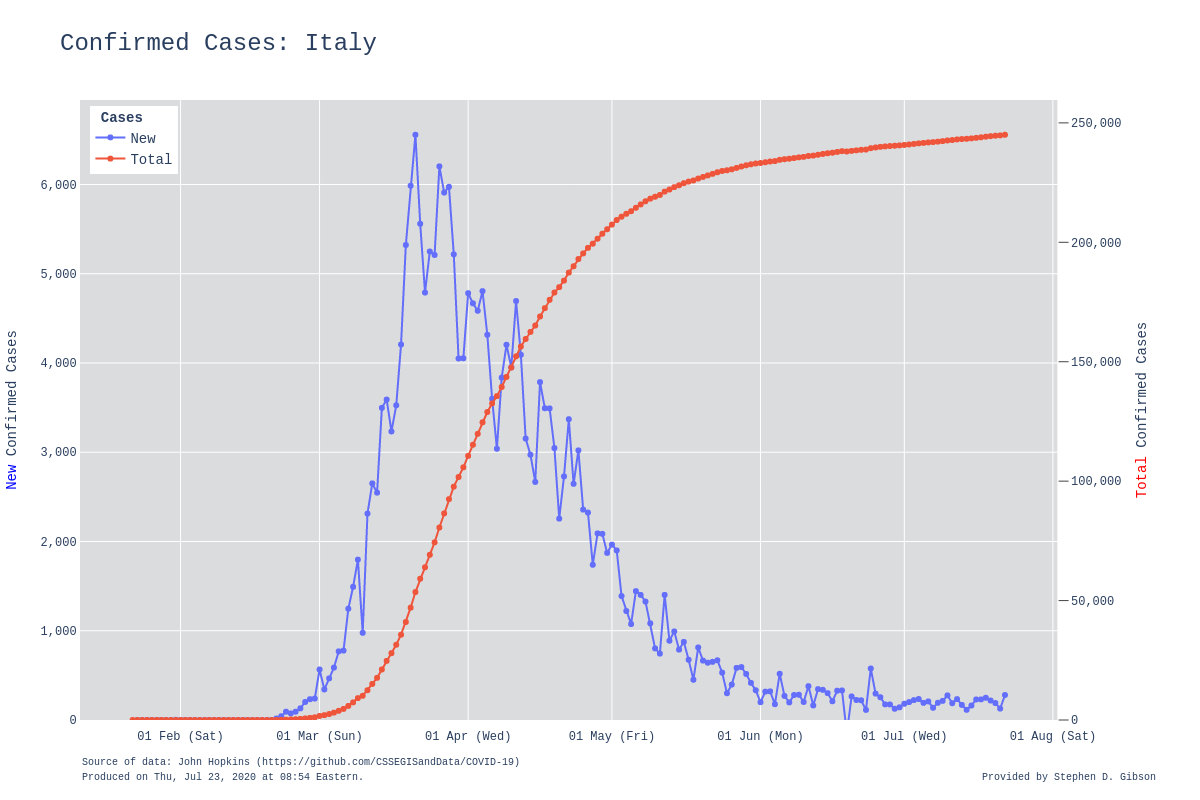 Confirmed Cases: Italy
Cases
New
Total
6,000
5,000
4,000
3,000
2,000
1,000
0
250,000
200,000
150,000
100,000
50,000
0
New Confirmed Cases
Total Confirmed Cases
01 Feb (Sat)
01 Mar (Sun)
01 Apr (Wed)
01 May (Fri)
01 Jun (Mon)
01 Jul (Wed)
01 Aug (Sat)
Source of data: John Hopkins (https://github.com/CSSEGISandData/COVID-19)
Produced on Thu, Jul 23, 2020 at 08:54 Eastern.
Provided by Stephen D. Gibson